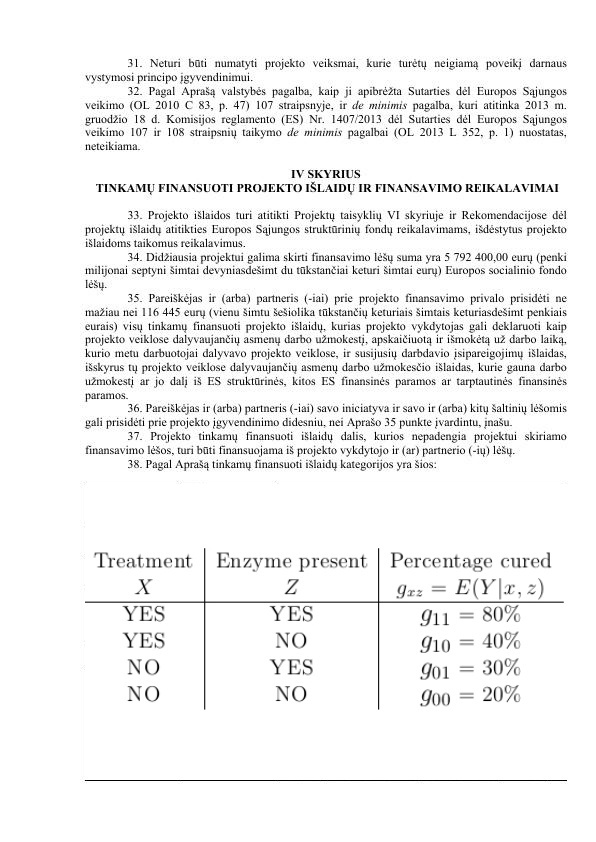 31. Neturi būti numatyti projekto veiksmai, kurie turėtų neigiamą poveikį darnaus
vystymosi principo įgyvendinimui.
32. Pagal Aprašą valstybės pagalba, kaip ji apibrėžta Sutarties dėl Europos Sąjungos
veikimo (OL 2010 C 83, p. 47) 107 straipsnyje, ir de minimis pagalba, kuri atitinka 2013 m.
gruodžio 18 d. Komisijos reglamento (ES) Nr. 1407/2013 dėl Sutarties dėl Europos Sąjungos
veikimo 107 ir 108 straipsnių taikymo de minimis pagalbai (OL 2013 L 352, p. 1) nuostatas,
neteikiama.
IV SKYRIUS
TINKAMŲ FINANSUOTI PROJEKTO IŠLAIDŲ IR FINANSAVIMO REIKALAVIMAI
33. Projekto išlaidos turi atitikti Projektų taisyklių VI skyriuje ir Rekomendacijose dėl
projektų išlaidų atitikties Europos Sąjungos struktūrinių fondų reikalavimams, išdėstytus projekto
išlaidoms taikomus reikalavimus.
34. Didžiausia projektui galima skirti finansavimo lėšų suma yra 5 792 400,00 eurų (penki
milijonai septyni šimtai devyniasdešimt du tūkstančiai keturi šimtai eurų) Europos socialinio fondo
lėšų.
35. Pareiškėjas ir (arba) partneris (-iai) prie projekto finansavimo privalo prisidėti ne
mažiau nei 116 445 eurų (vienu šimtu šešiolika tūkstančių keturiais šimtais keturiasdešimt penkiais
eurais) visų tinkamų finansuoti projekto išlaidų, kurias projekto vykdytojas gali deklaruoti kaip
projekto veiklose dalyvaujančių asmenų darbo užmokestį, apskaičiuotą ir išmokėtą už darbo laiką,
kurio metu darbuotojai dalyvavo projekto veiklose, ir susijusių darbdavio įsipareigojimų išlaidas,
išskyrus tų projekto veiklose dalyvaujančių asmenų darbo užmokesčio išlaidas, kurie gauna darbo
užmokestį ar jo dalį iš ES struktūrinės, kitos ES finansinės paramos ar tarptautinės finansinės
paramos.
36. Pareiškėjas ir (arba) partneris (-iai) savo iniciatyva ir savo ir (arba) kitų šaltinių lėšomis
gali prisidėti prie projekto įgyvendinimo didesniu, nei Aprašo 35 punkte įvardintu, įnašu.
37. Projekto tinkamų finansuoti išlaidų dalis, kurios nepadengia projektui skiriamo
finansavimo lėšos, turi būti finansuojama iš projekto vykdytojo ir (ar) partnerio (-ių) lėšų.
38. Pagal Aprašą tinkamų finansuoti išlaidų kategorijos yra šios:
Treatment Enzyme present Percentage cured
X Z g_{xz} = E(Y|x, z)
YES YES g_{11} = 80%
YES NO g_{10} = 40%
NO YES g_{01} = 30%
NO NO g_{00} = 20%